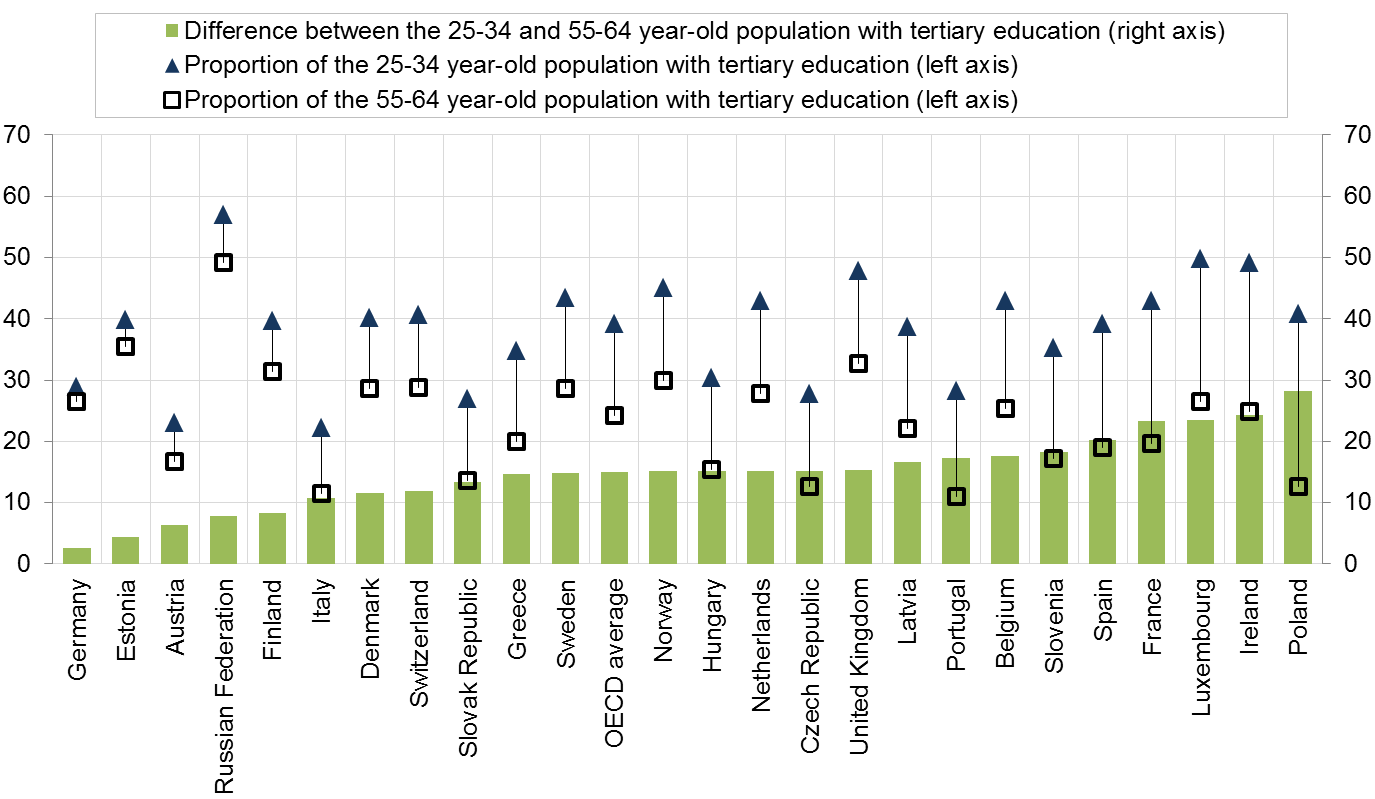 Difference between the 25-34 and 55-64 year-old population with tertiary education (right axis)
Proportion of the 25-34 year-old population with tertiary education (left axis)
Proportion of the 55-64 year-old population with tertiary education (left axis)
70 70
60 60
50 50
40 40
30 30
20 20
10 10
0 0
Germany
Estonia
Austria
Russian Federation
Finland
Italy
Denmark
Switzerland
Slovak Republic
Greece
Sweden
OECD average
Norway
Hungary
Netherlands
Czech Republic
United Kingdom
Latvia
Portugal
Belgium
Slovenia
Spain
France
Luxembourg
Ireland
Poland